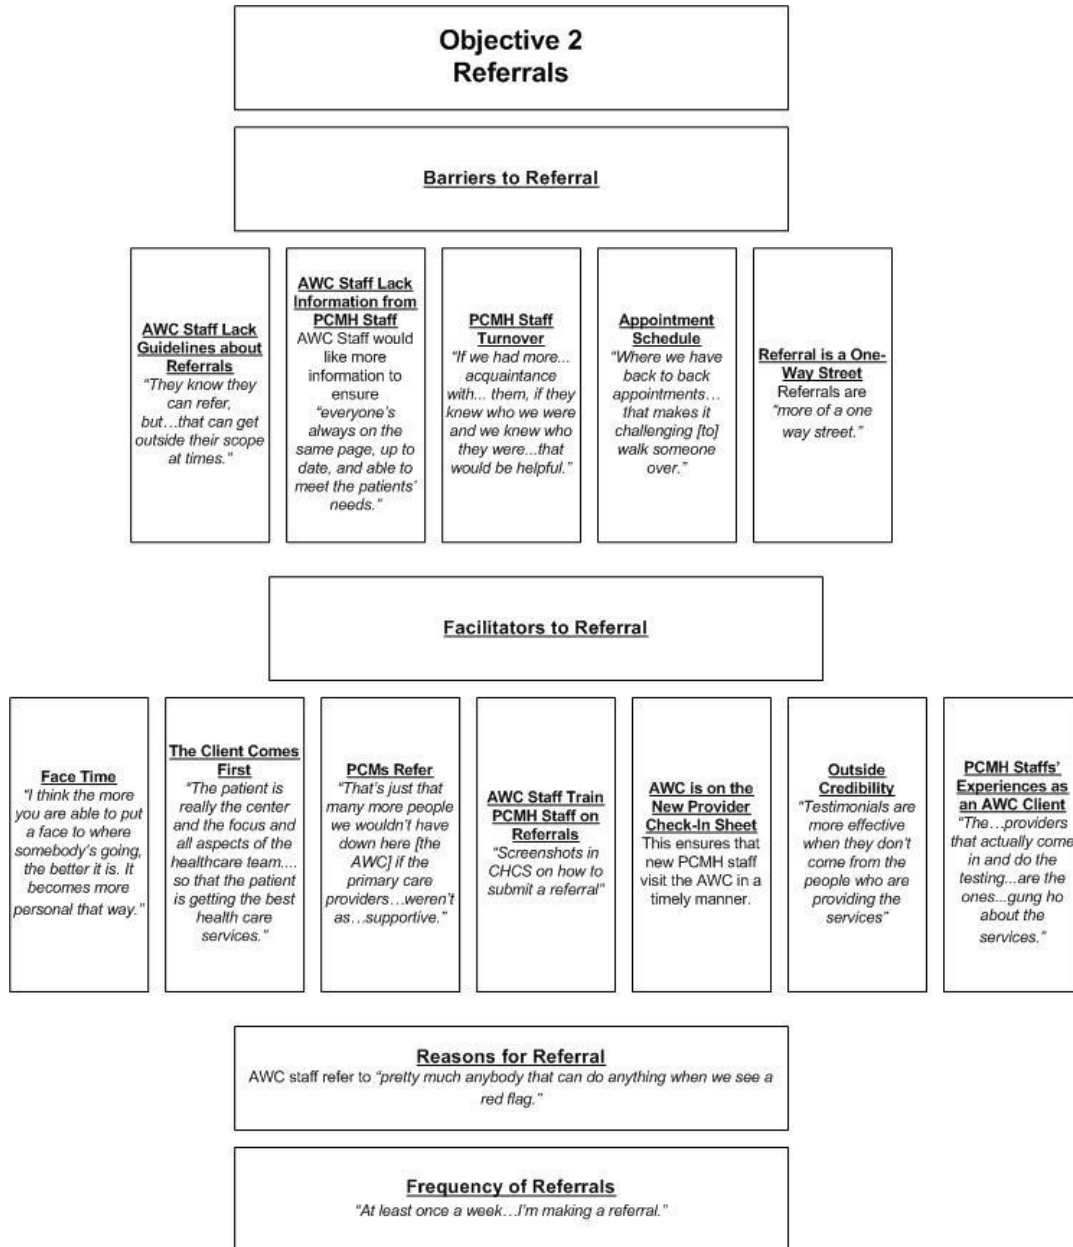 Objective 2
Referrals
Barriers to Referral
AWC Staff Lack
Guidelines about
Referrals
“They know they
can refer,
but…that can get
outside their scope
at times.”
AWC Staff Lack
Information from
PCMH Staff
AWC Staff would
like more
information to
ensure
“everyone’s
always on the
same page, up to
date, and able to
meet the patients’
needs.”
PCMH Staff
Turnover
“If we had more...
acquaintance
with... them, if they
knew who we were
and we knew who
they were...that
would be helpful.”
Appointment
Schedule
“Where we have
back to back
appointments…
that makes it
challenging [to]
walk someone
over.”
Referral is a One-
Way Street
Referrals are
“more of a one
way street.”
Facilitators to Referral
Face Time
“I think the more
you are able to put
a face to where
somebody’s going,
the better it is. It
becomes more
personal that way.”
The Client Comes
First
“The patient is
really the center
and the focus and
all aspects of the
healthcare team....
so that the patient
is getting the best
health care
services.”
PCMs Refer
“That’s just that
many more people
we wouldn’t have
down here [the
AWC] if the
primary care
providers…weren’t
as…supportive.”
AWC Staff Train
PCMH Staff on
Referrals
“Screenshots in
CHCS on how to
submit a referral”
AWC is on the
New Provider
Check-In Sheet
This ensures that
new PCMH staff
visit the AWC in a
timely manner.
Outside
Credibility
“Testimonials are
more effective
when they don’t
come from the
people who are
providing the
services”
PCMH Staffs’
Experiences as
an AWC Client
“The…providers
that actually come
in and do the
testing...are the
ones...gung ho
about the
services.”
Reasons for Referral
AWC staff refer to “pretty much anybody that can do anything when we see a
red flag.”
Frequency of Referrals
“At least once a week…I’m making a referral.”